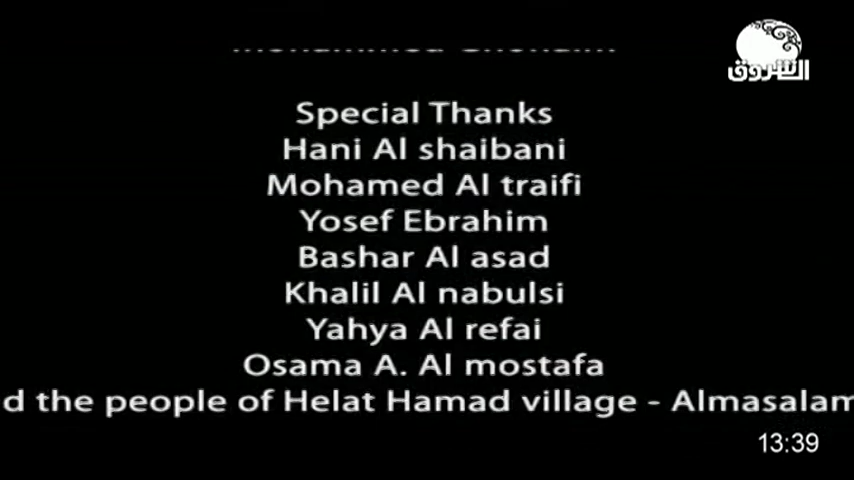 الشروق
Special Thanks
Hani Al shaibani
Mohamed Al traifi
Yosef Ebrahim
Bashar Al asad
Khalil Al nabulsi
Yahya Al refai
Osama A. Al mostafa
d the people of Helat Hamad village - Almasalam
13:39